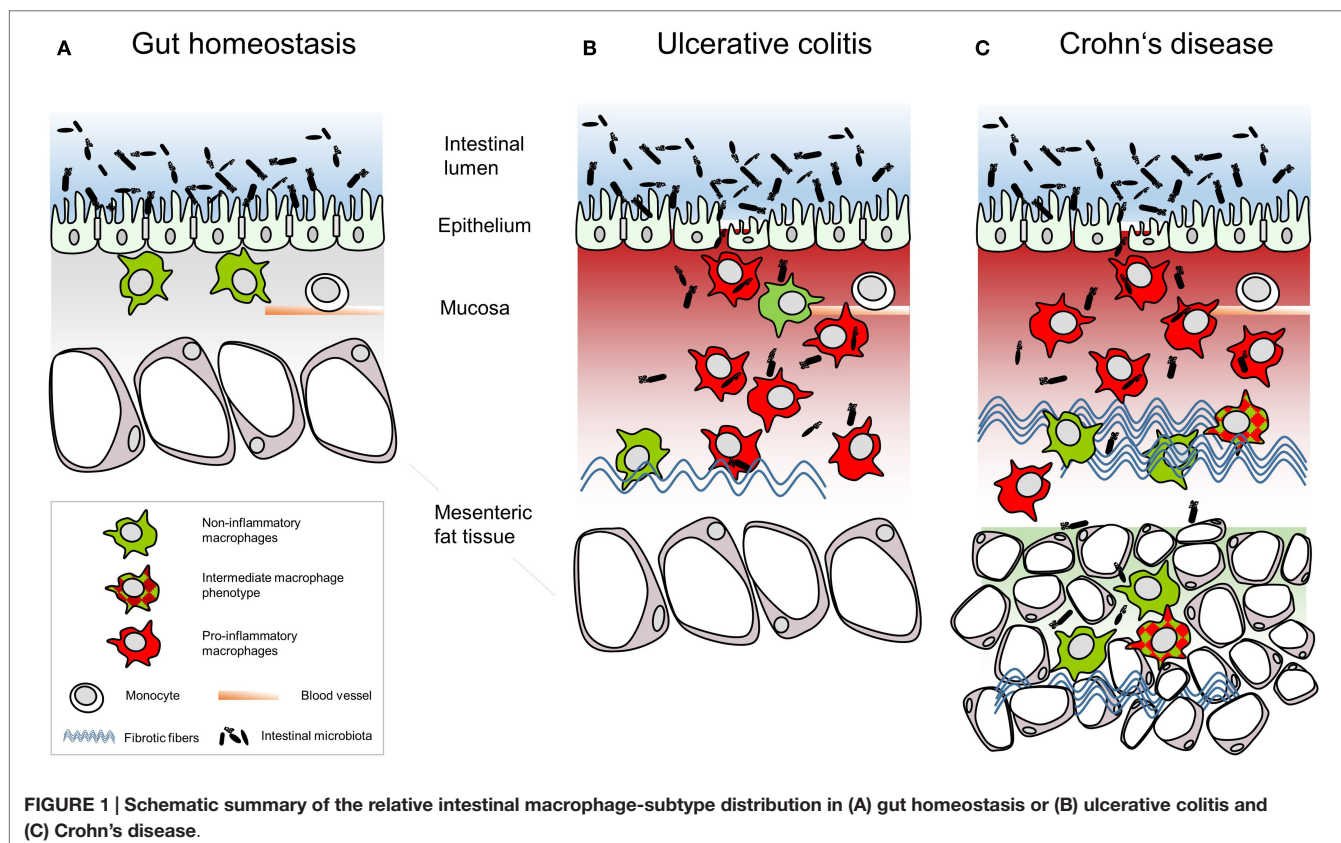 A Gut homeostasis
B Ulcerative colitis
C Crohn‘s disease
Intestinal
lumen
Epithelium
Mucosa
Mesenteric
fat tissue
Non-inflammatory
macrophages
Intermediate macrophage
phenotype
Pro-inflammatory
macrophages
Monocyte
Blood vessel
Fibrotic fibers
Intestinal microbiota
FIGURE 1 | Schematic summary of the relative intestinal macrophage-subtype distribution in (A) gut homeostasis or (B) ulcerative colitis and
(C) Crohn’s disease.